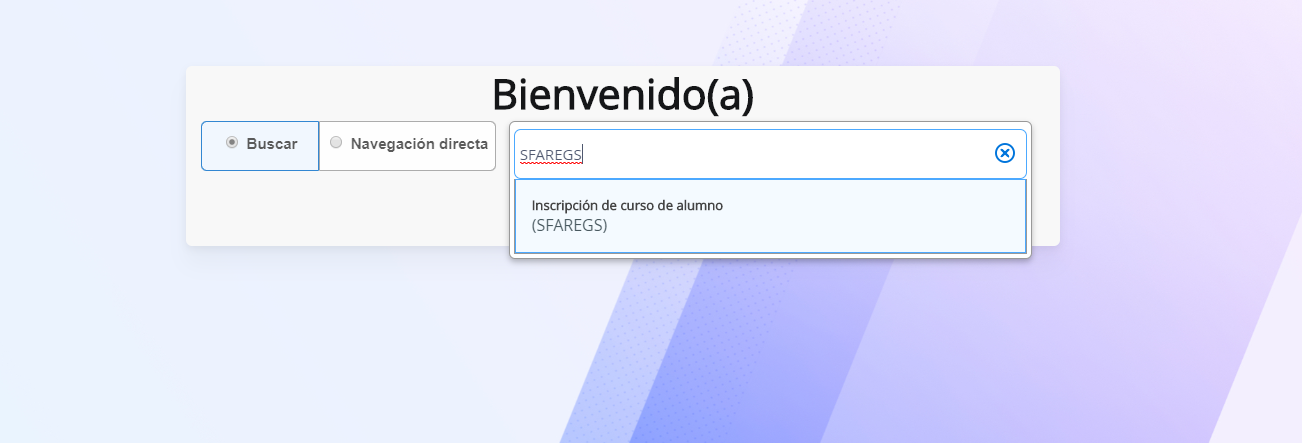 Bienvenido(a)
Buscar
Navegación directa
SFAREGS
Inscripción de curso de alumno
(SFAREGS)